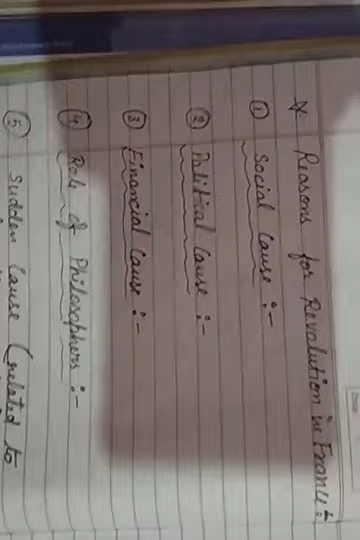 * Reasons for Revolution in France :-
① Social Cause :-
② Political Cause :-
③ Financial Cause :-
④ Role of Philosophers :-
⑤ Sudden Cause (related to